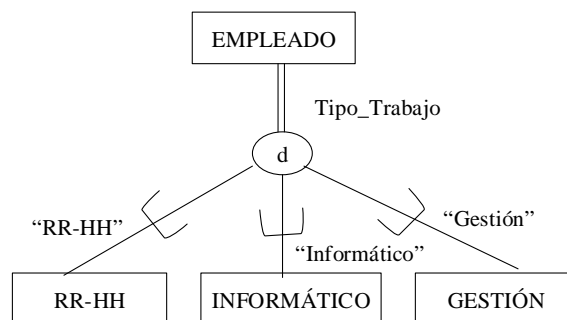 EMPLEADO
Tipo_Trabajo
d
“RR-HH”
“Gestión”
“Informático”
RR-HH
INFORMÁTICO
GESTIÓN